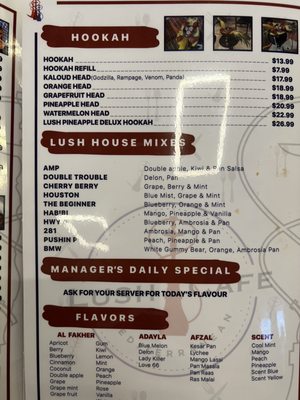 HOOKAH
HOOKAH $13.99
HOOKAH REFILL $7.99
KALOUD HEAD(Godzilla, Rampage, Venom, Panda) $17.99
ORANGE HEAD $18.99
GRAPEFRUIT HEAD $18.99
PINEAPPLE HEAD $20.99
WATERMELON HEAD $22.99
LUSH PINEAPPLE DELUX HOOKAH $26.99
LUSH HOUSE MIXES
AMP Double apple, Kiwi & Pan Salsa
DOUBLE TROUBLE Delon, Pan
CHERRY BERRY Grape, Berry & Mint
HOUSTON Blue Mist, Grape & Mint
THE BEGINNER Blueberry, Orange & Mint
HABIBI Mango, Pineapple & Vanilla
HWY Blueberry, Ambrosia & Pan
281 Ambrosia, Mango & Pan
PUSHIN P Peach, Pineapple & Pan
BMW White Gummy Bear, Orange, Ambrosia Pan
MANAGER'S DAILY SPECIAL
ASK FOR YOUR SERVER FOR TODAY'S FLAVOUR
FLAVORS
AL FAKHER ADAYLA AFZAL SCENT
Apricot Gum Blue Melon Kesar Pan Cool Mint
Berry Kiwi Delon Lychee Mango
Blueberry Lemon Lady Killer Mango Lassi Peach
Cinnamon Mint Love 66 Pan Masala Pineapple
Coconut Orange Pan Raas Scent Blue
Double apple Peach Ras Malai Scent Yellow
Grape Pineapple
Grape mint Rose
Grape fruit Vanilla